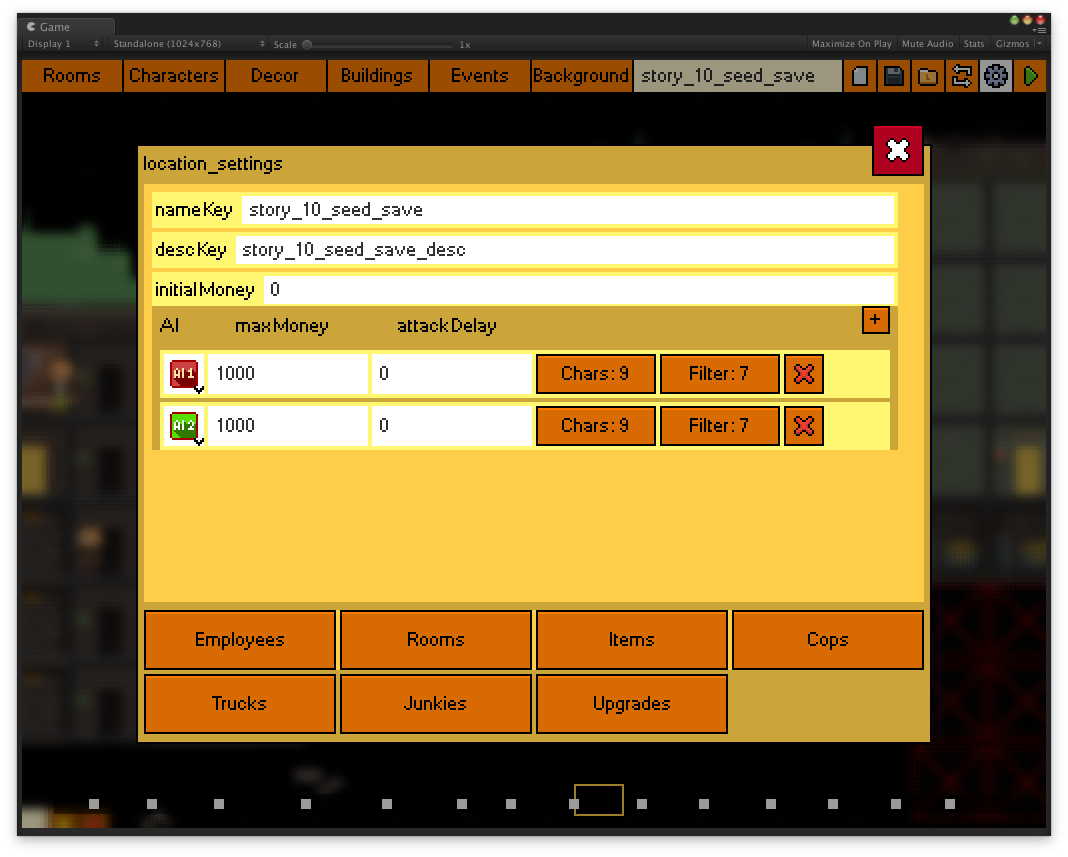 Game
Display 1 Standalone (1024x768) Scale 1x Maximize On Play Mute Audio Stats Gizmos
Rooms Characters Decor Buildings Events Background story_10_seed_save
location_settings
nameKey story_10_seed_save
descKey story_10_seed_save_desc
initialMoney 0
AI maxMoney attackDelay +
AI1 1000 0 Chars: 9 Filter: 7
AI2 1000 0 Chars: 9 Filter: 7
Employees Rooms Items Cops
Trucks Junkies Upgrades